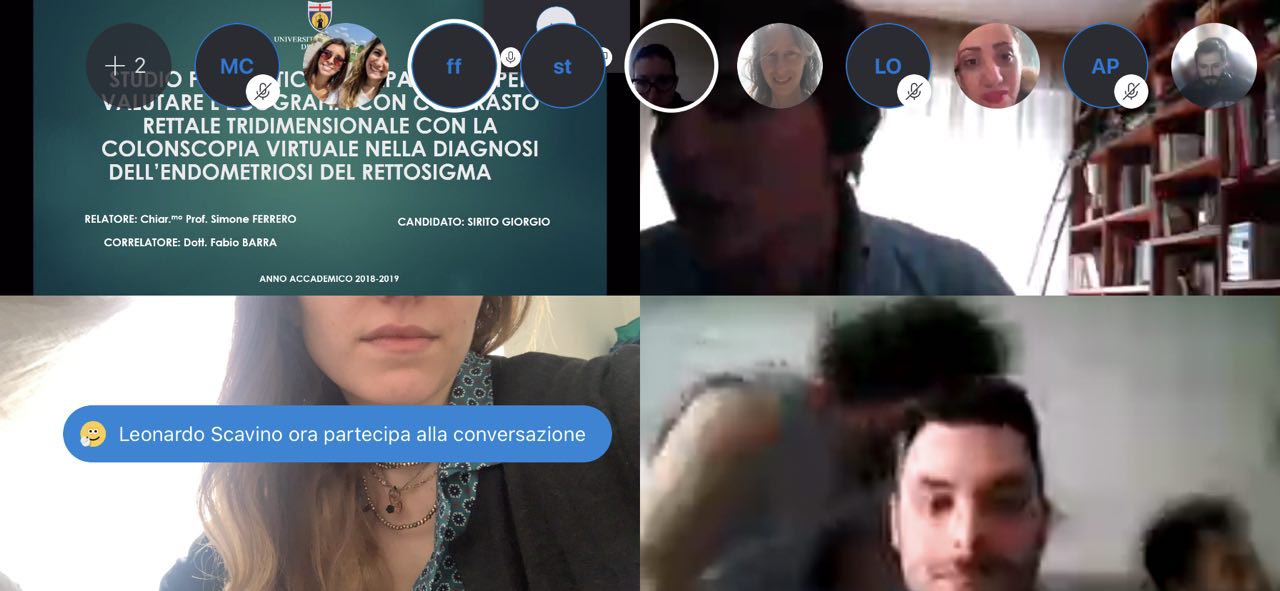 + 2
MC
ff
st
LO
AP
VALUTARE
CON
RETTALE TRIDIMENSIONALE CON LA
COLONSCOPIA VIRTUALE NELLA DIAGNOSI
DELL'ENDOMETRIOSI DEL RETTOSIGMA
RELATORE: Chiar.mo Prof. Simone FERRERO
CANDIDATO: SIRITO GIORGIO
CORRELATORE: Dott. Fabio BARRA
ANNO ACCADEMICO 2018-2019
Leonardo Scavino ora partecipa alla conversazione